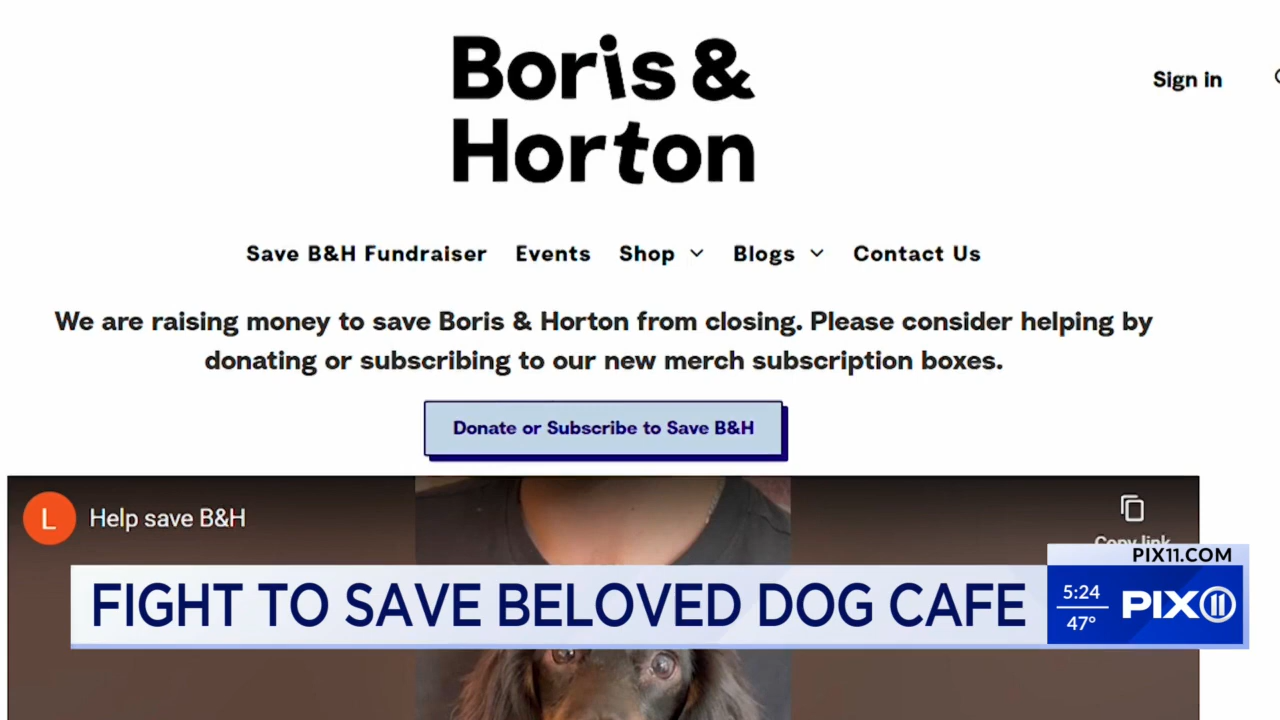 Boris &
Horton
Sign in
Save B&H Fundraiser Events Shop Blogs Contact Us
We are raising money to save Boris & Horton from closing. Please consider helping by
donating or subscribing to our new merch subscription boxes.
Donate or Subscribe to Save B&H
L Help save B&H
Copy link
PIX11.COM
FIGHT TO SAVE BELOVED DOG CAFE
5:24
47°
PIX11